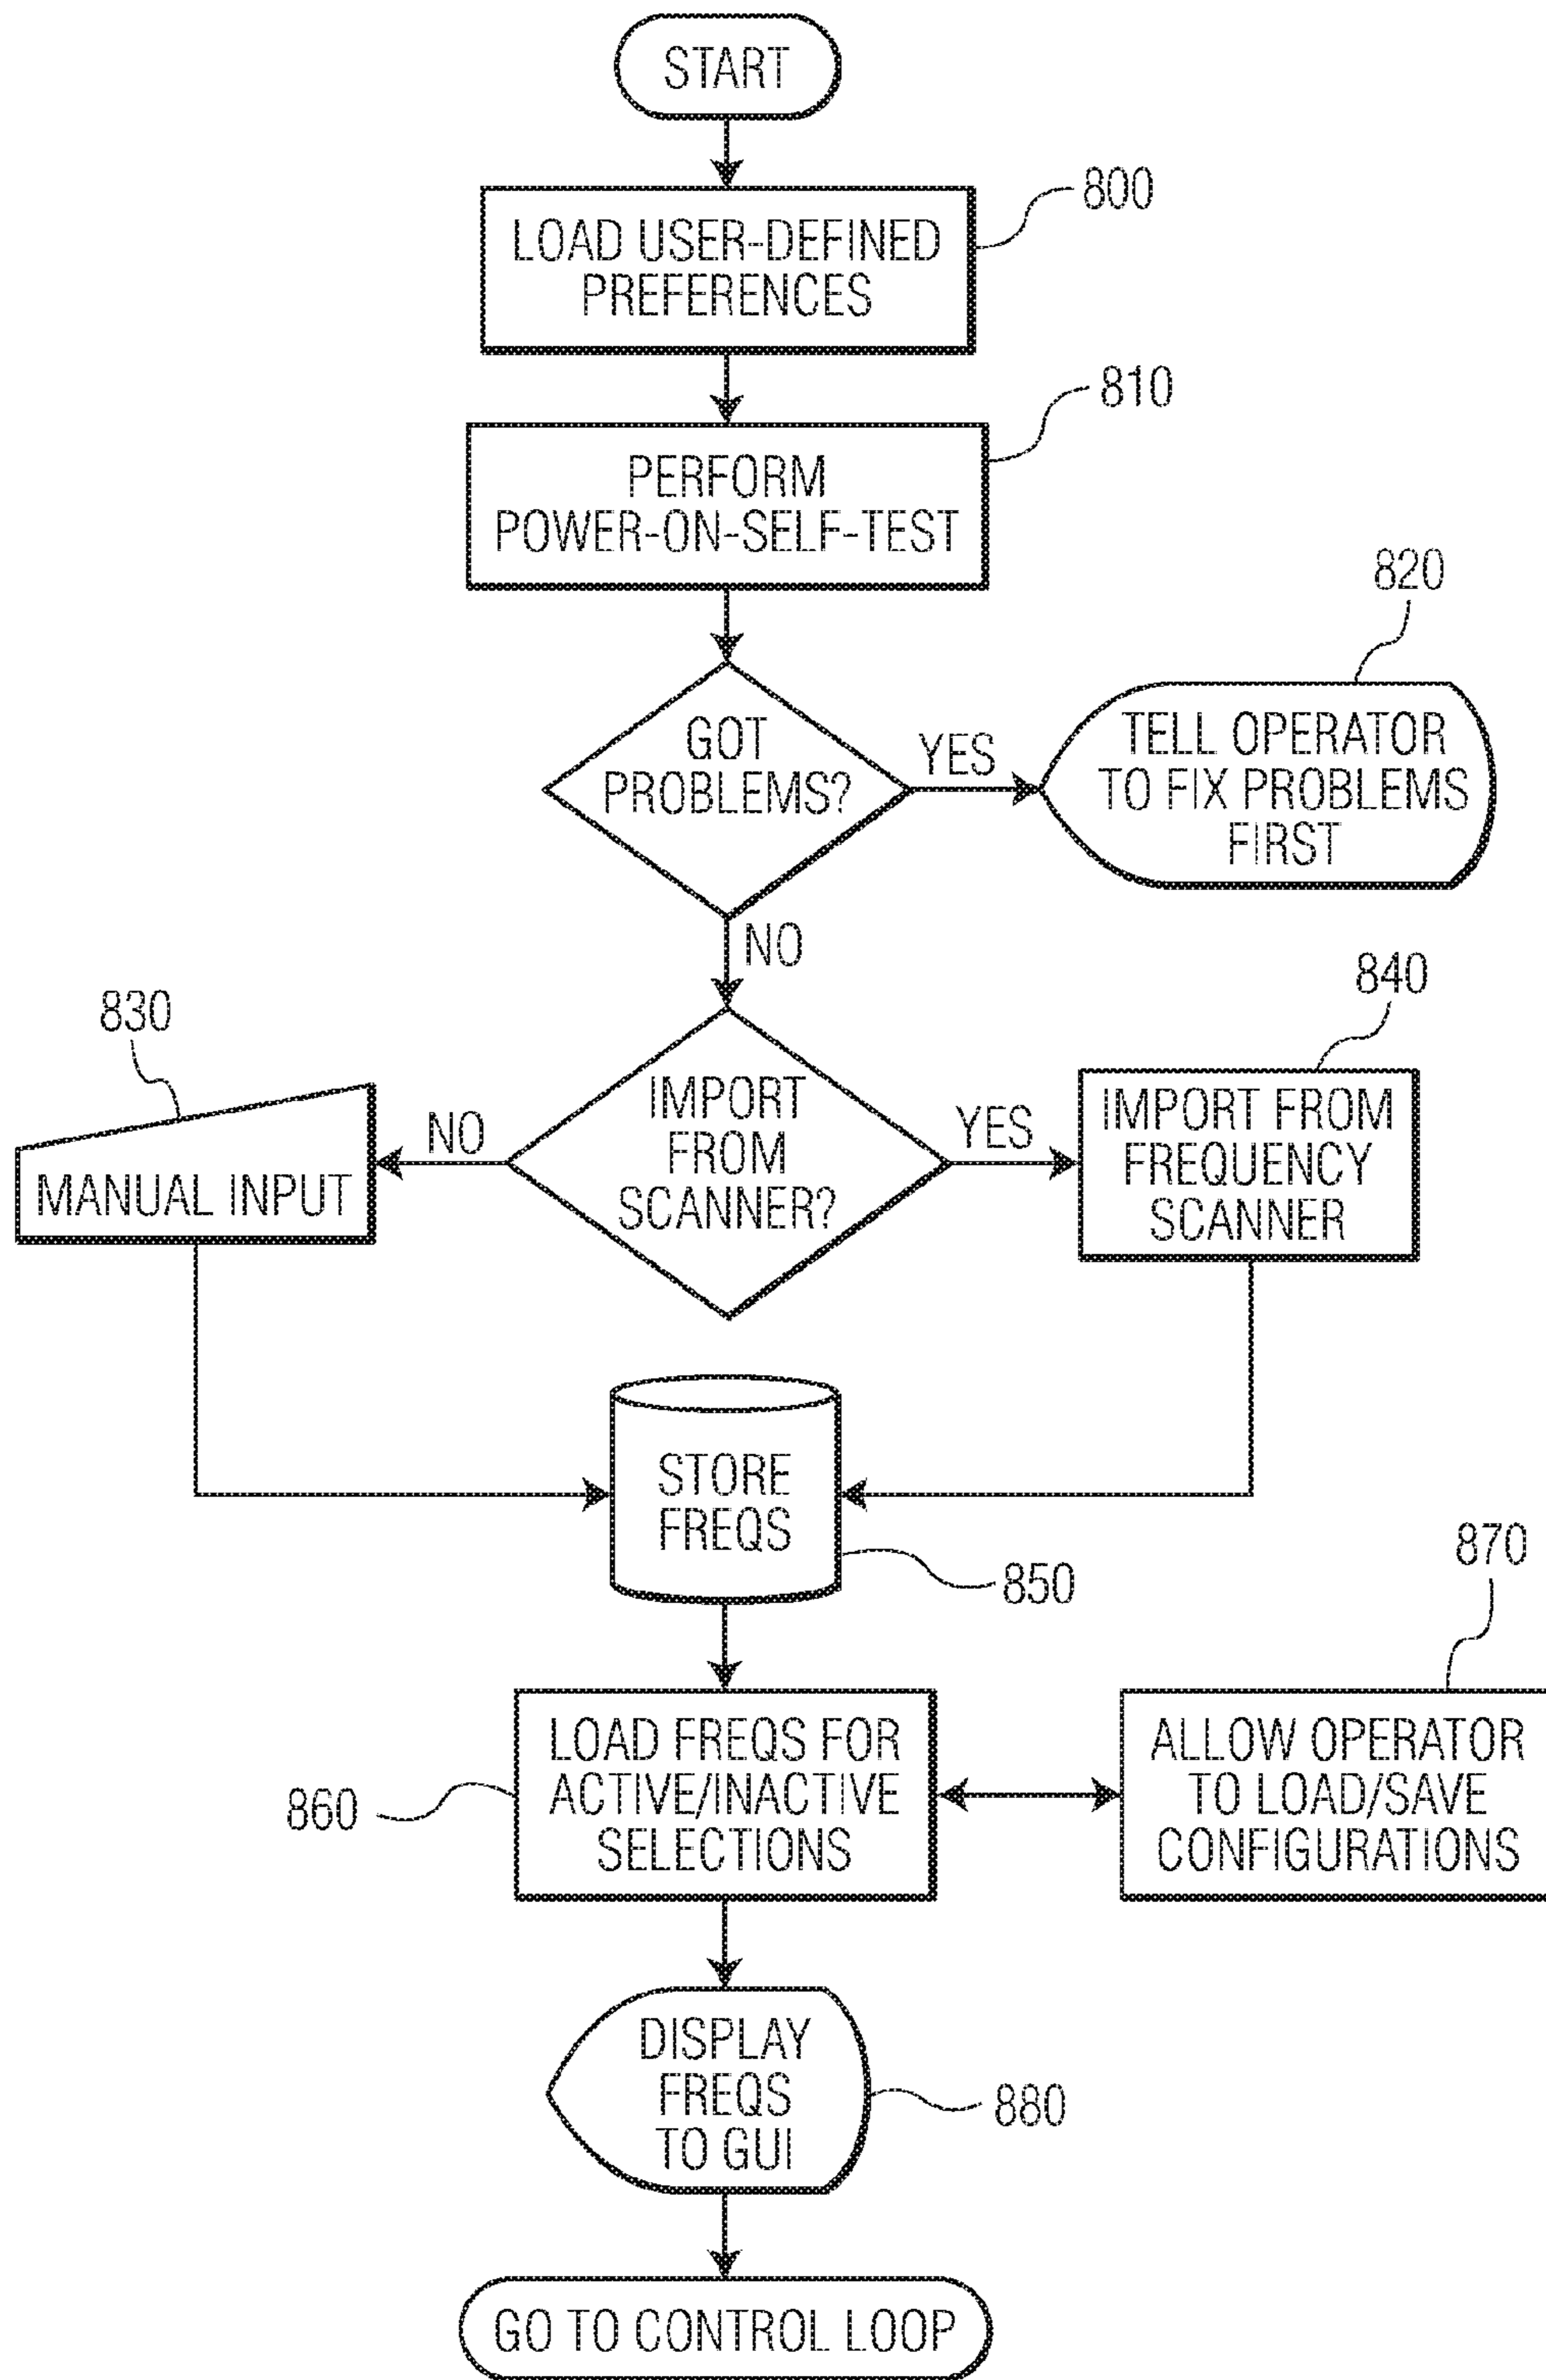 START
800
LOAD USER-DEFINED
PREFERENCES
810
PERFORM
POWER-ON-SELF-TEST
820
GOT
PROBLEMS?
YES
TELL OPERATOR
TO FIX PROBLEMS
FIRST
NO
830
840
MANUAL INPUT
NO
IMPORT
FROM
SCANNER?
YES
IMPORT FROM
FREQUENCY
SCANNER
STORE
FREQS
850
870
860
LOAD FREQS FOR
ACTIVE/INACTIVE
SELECTIONS
ALLOW OPERATOR
TO LOAD/SAVE
CONFIGURATIONS
DISPLAY
FREQS
TO GUI
880
GO TO CONTROL LOOP